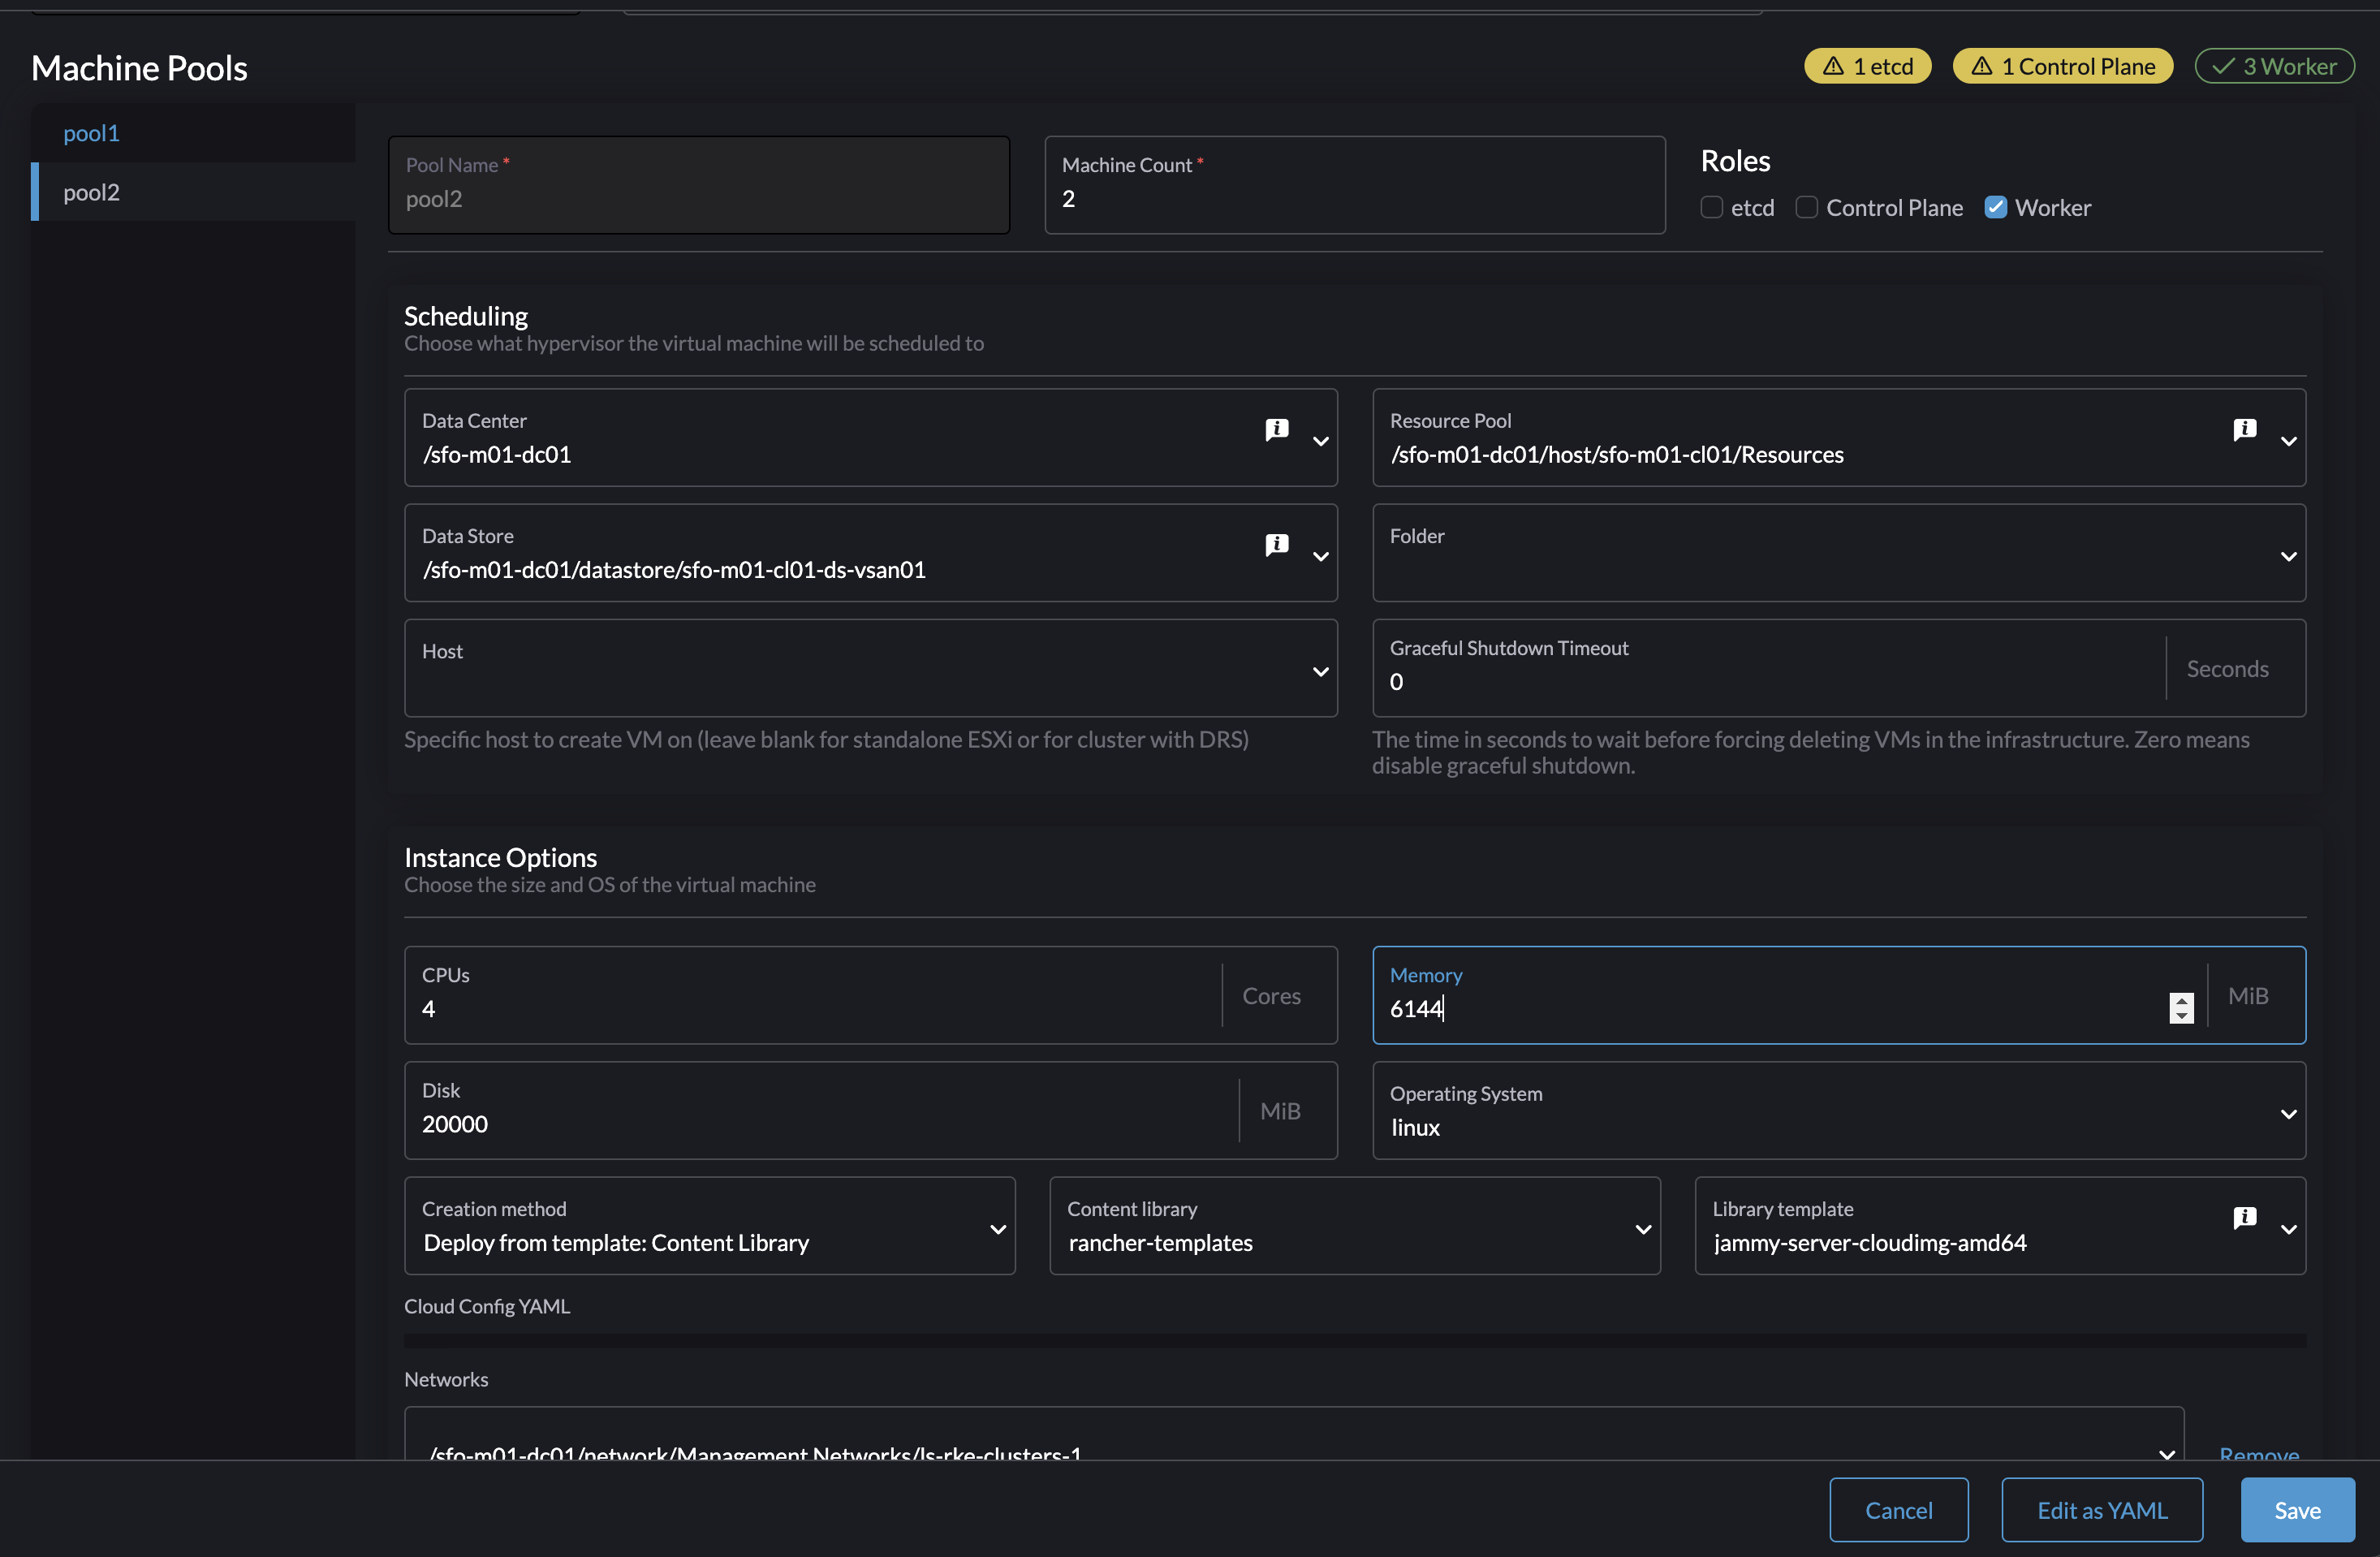 Machine Pools
1 etcd
1 Control Plane
3 Worker
pool1
pool2
Pool Name *
pool2
Machine Count *
2
Roles
etcd
Control Plane
Worker
Scheduling
Choose what hypervisor the virtual machine will be scheduled to
Data Center
/sfo-m01-dc01
Resource Pool
/sfo-m01-dc01/host/sfo-m01-cl01/Resources
Data Store
/sfo-m01-dc01/datastore/sfo-m01-cl01-ds-vsan01
Folder
Host
Specific host to create VM on (leave blank for standalone ESXi or for cluster with DRS)
Graceful Shutdown Timeout
0
Seconds
The time in seconds to wait before forcing deleting VMs in the infrastructure. Zero means
disable graceful shutdown.
Instance Options
Choose the size and OS of the virtual machine
CPUs
4
Cores
Memory
6144
MiB
Disk
20000
MiB
Operating System
linux
Creation method
Deploy from template: Content Library
Content library
rancher-templates
Library template
jammy-server-cloudimg-amd64
Cloud Config YAML
Networks
/sfo-m01-dc01/network/Management Networks/ls-rke-clusters-1
Remove
Cancel
Edit as YAML
Save